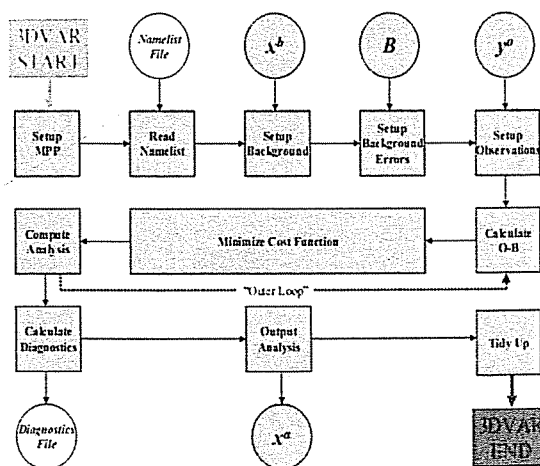 3DVAR
START
Namelist
File
x^b
B
y^o
Setup
MPP
Read
Namelist
Setup
Background
Setup
Background
Errors
Setup
Observations
Compute
Analysis
Minimize Cost Function
Calculate
O-B
"Outer Loop"
Calculate
Diagnostics
Output
Analysis
Tidy Up
Diagnostics
File
x^a
3DVAR
END